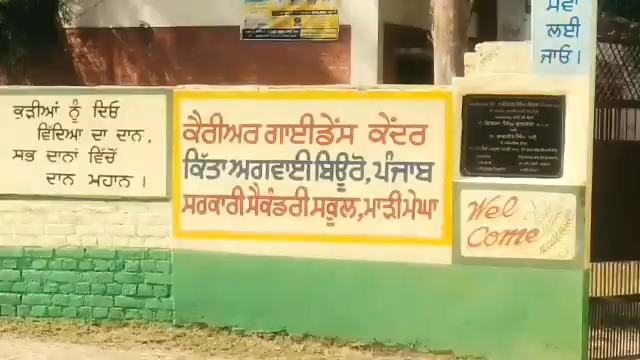 ਕੁੜੀਆਂ ਨੂੰ ਦਿਓ
ਵਿੱਦਿਆ ਦਾ ਦਾਨ,
ਸਭ ਦਾਨਾਂ ਵਿੱਚੋਂ
ਦਾਨ ਮਹਾਨ।
ਕੈਰੀਅਰ ਗਾਈਡੈਂਸ ਕੇਂਦਰ
ਕਿੱਤਾ ਅਗਵਾਈ ਬਿਊਰੋ, ਪੰਜਾਬ
ਸਰਕਾਰੀ ਸੈਕੰਡਰੀ ਸਕੂਲ, ਮਾੜੀਮੇਘਾ
ਸੇਵਾ
ਲਈ
ਜਾਓ।
Wel
Come